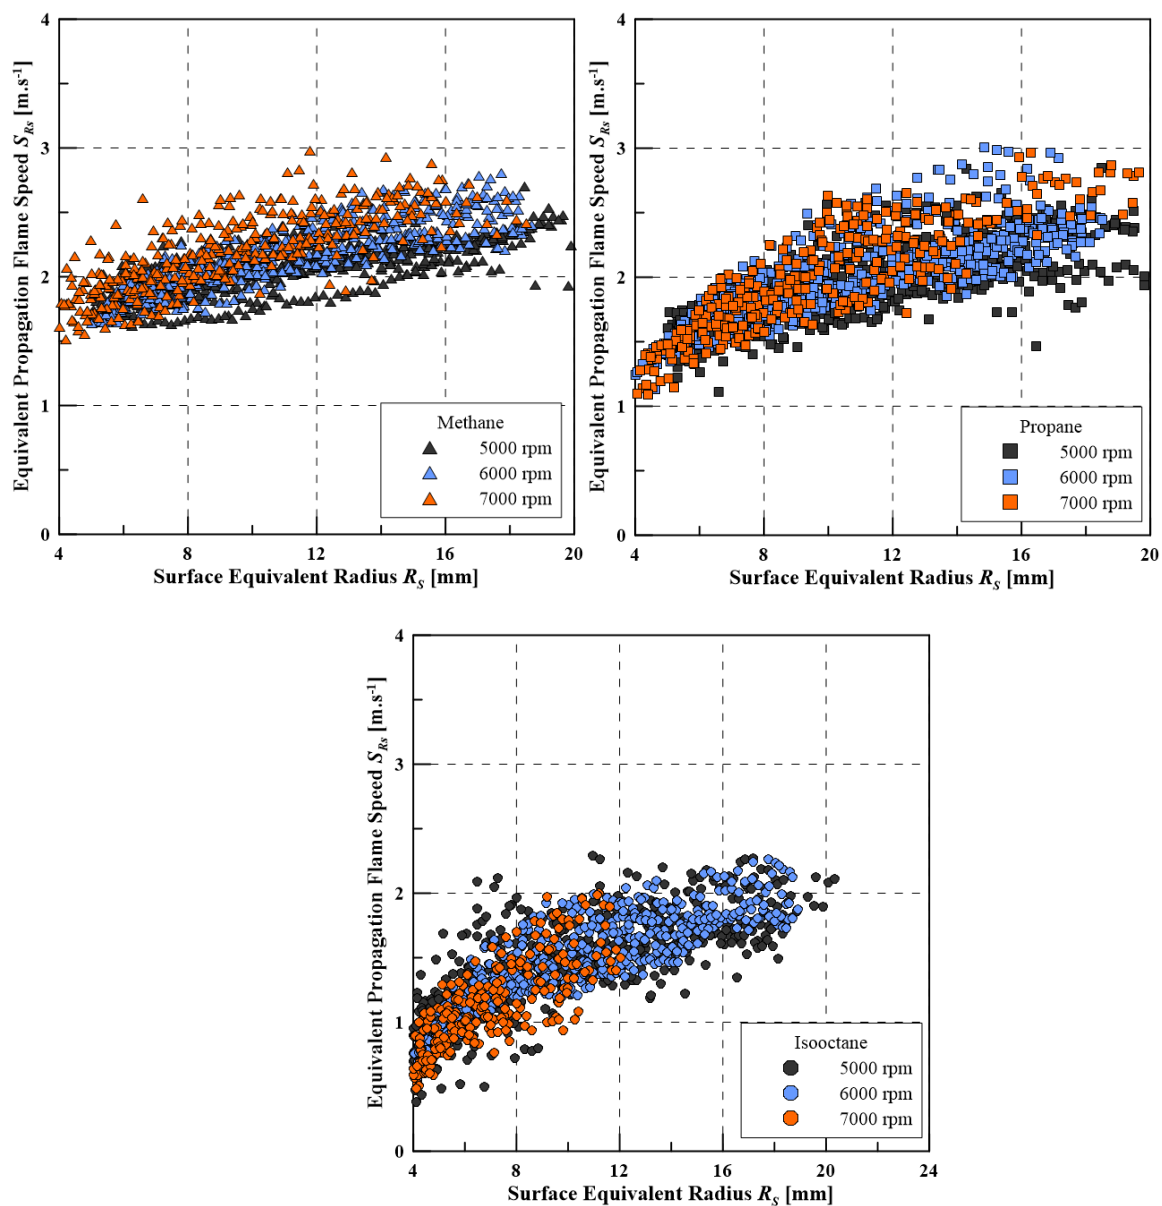 Equivalent Propagation Flame Speed S_Rs [m.s⁻¹]
4
3
2
1
0
4
8
12
16
20
Surface Equivalent Radius R_S [mm]
Methane
5000 rpm
6000 rpm
7000 rpm
Equivalent Propagation Flame Speed S_Rs [m.s⁻¹]
4
3
2
1
0
4
8
12
16
20
Surface Equivalent Radius R_S [mm]
Propane
5000 rpm
6000 rpm
7000 rpm
Equivalent Propagation Flame Speed S_Rs [m.s⁻¹]
4
3
2
1
0
4
8
12
16
20
24
Surface Equivalent Radius R_S [mm]
Isooctane
5000 rpm
6000 rpm
7000 rpm